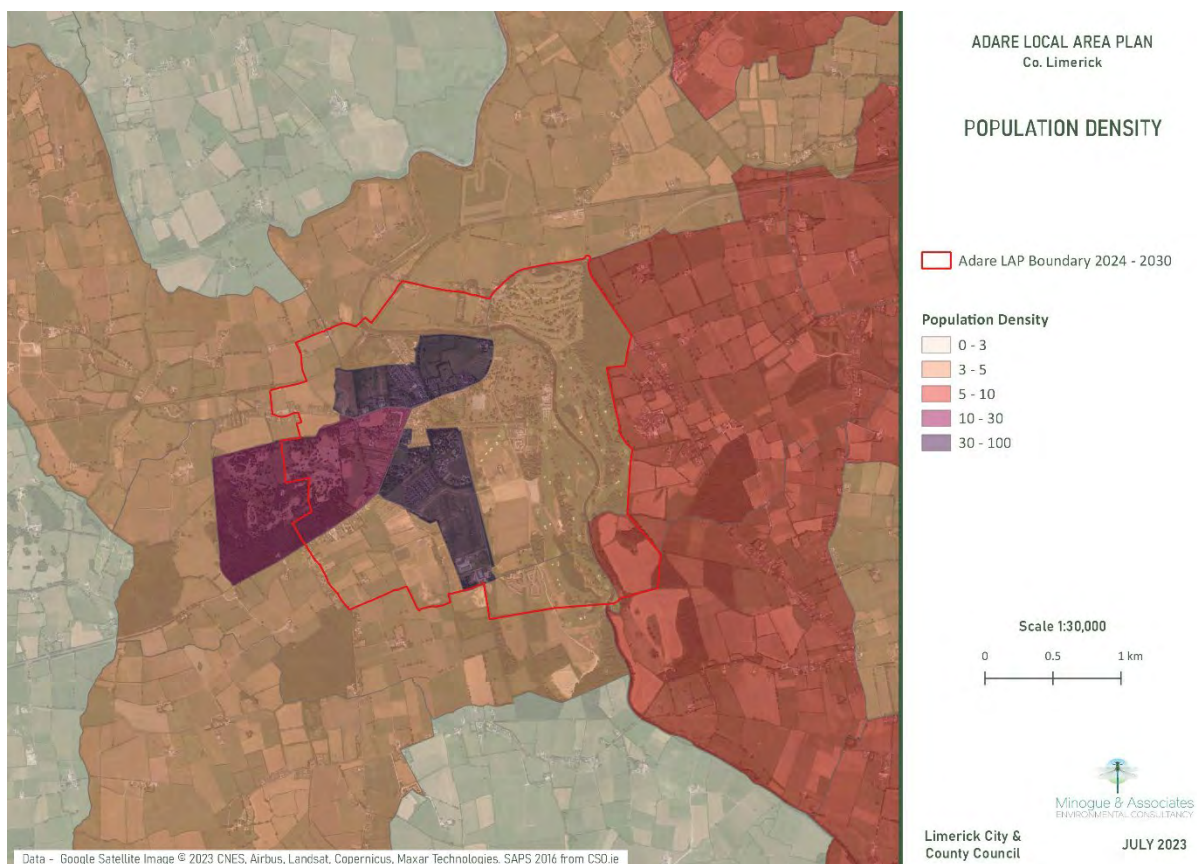 ADARE LOCAL AREA PLAN
Co. Limerick
POPULATION DENSITY
Adare LAP Boundary 2024 - 2030
Population Density
0 - 3
3 - 5
5 - 10
10 - 30
30 - 100
Scale 1:30,000
0 0.5 1 km
Minogue & Associates
ENVIRONMENTAL CONSULTANCY
Limerick City &
County Council
JULY 2023
Data - Google Satellite Image © 2023 CNES, Airbus, Landsat, Copernicus, Maxar Technologies. SAPS 2016 from CSO.ie